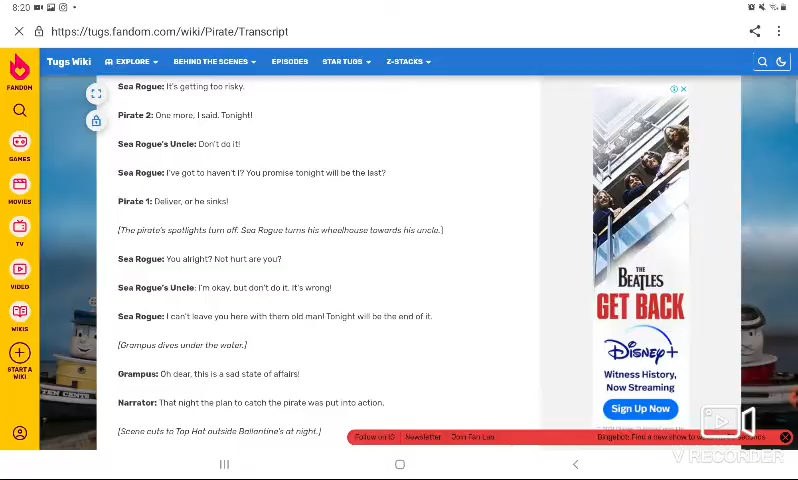 8:20
https://tugs.fandom.com/wiki/Pirate/Transcript
Tugs Wiki EXPLORE BEHIND THE SCENES EPISODES STAR TUGS Z-STACKS
FANDOM
GAMES
MOVIES
TV
VIDEO
WIKIS
START A
WIKI
Sea Rogue: It's getting too risky.
Pirate 2: One more, I said. Tonight!
Sea Rogue's Uncle: Don't do it!
Sea Rogue: I've got to haven't I? You promise tonight will be the last?
Pirate 1: Deliver, or he sinks!
[The pirate's spotlights turn off. Sea Rogue turns his wheelhouse towards his uncle.]
Sea Rogue: You alright? Not hurt are you?
Sea Rogue's Uncle: I'm okay, but don't do it. It's wrong!
Sea Rogue: I can't leave you here with them old man! Tonight will be the end of it.
[Grampus dives under the water.]
Grampus: Oh dear, this is a sad state of affairs!
Narrator: That night the plan to catch the pirate was put into action.
[Scene cuts to Top Hat outside Ballantine's at night.]
THE
BEATLES
GET BACK
Disney+
Witness History,
Now Streaming
Sign Up Now
TEN CENTS
Follow on IG Newsletter Join Fan Lab
Bingebot: Find a new show to
RECORDER